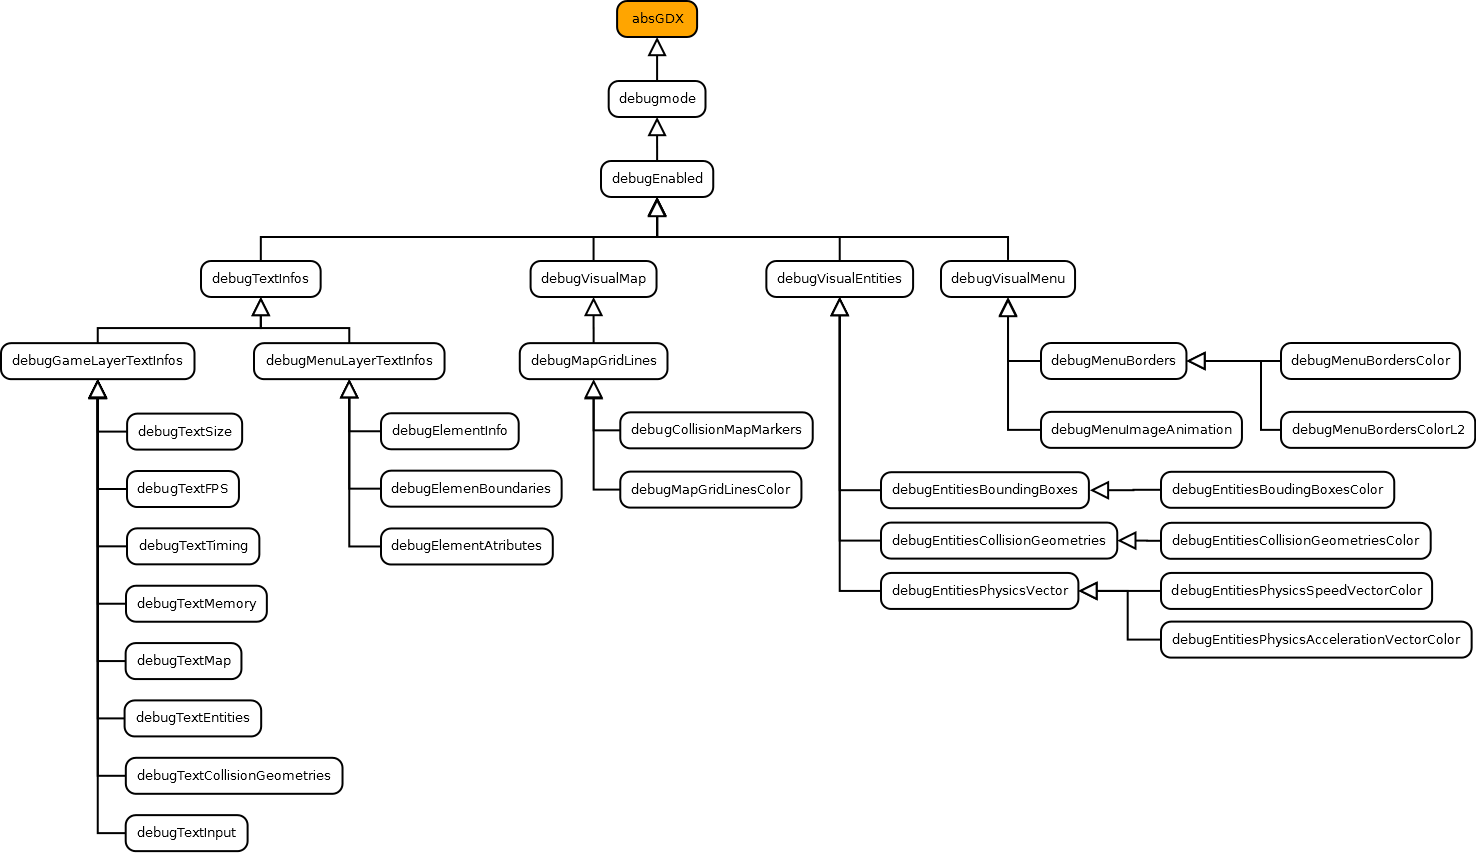 absGDX
debugmode
debugEnabled
debugTextInfos
debugVisualMap
debugVisualEntities
debugVisualMenu
debugGameLayerTextInfos
debugMenuLayerTextInfos
debugMapGridLines
debugMenuBorders
debugMenuBordersColor
debugTextSize
debugElementInfo
debugCollisionMapMarkers
debugMenuImageAnimation
debugMenuBordersColorL2
debugTextFPS
debugElemenBoundaries
debugMapGridLinesColor
debugEntitiesBoundingBoxes
debugEntitiesBoudingBoxesColor
debugTextTiming
debugElementAtributes
debugEntitiesCollisionGeometries
debugEntitiesCollisionGeometriesColor
debugTextMemory
debugEntitiesPhysicsVector
debugEntitiesPhysicsSpeedVectorColor
debugTextMap
debugEntitiesPhysicsAccelerationVectorColor
debugTextEntities
debugTextCollisionGeometries
debugTextInput